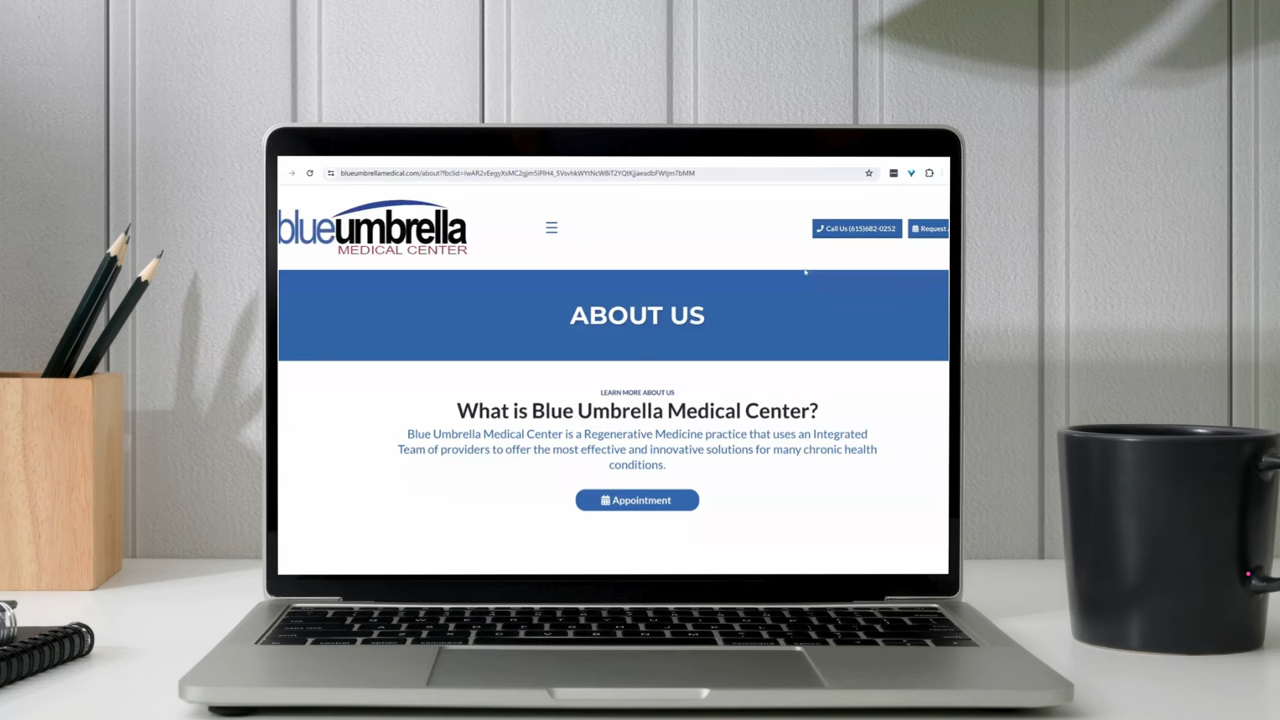 blueumbrella
MEDICAL CENTER
Call Us (615)682-0252
Request
ABOUT US
LEARN MORE ABOUT US
What is Blue Umbrella Medical Center?
Blue Umbrella Medical Center is a Regenerative Medicine practice that uses an Integrated
Team of providers to offer the most effective and innovative solutions for many chronic health
conditions.
Appointment